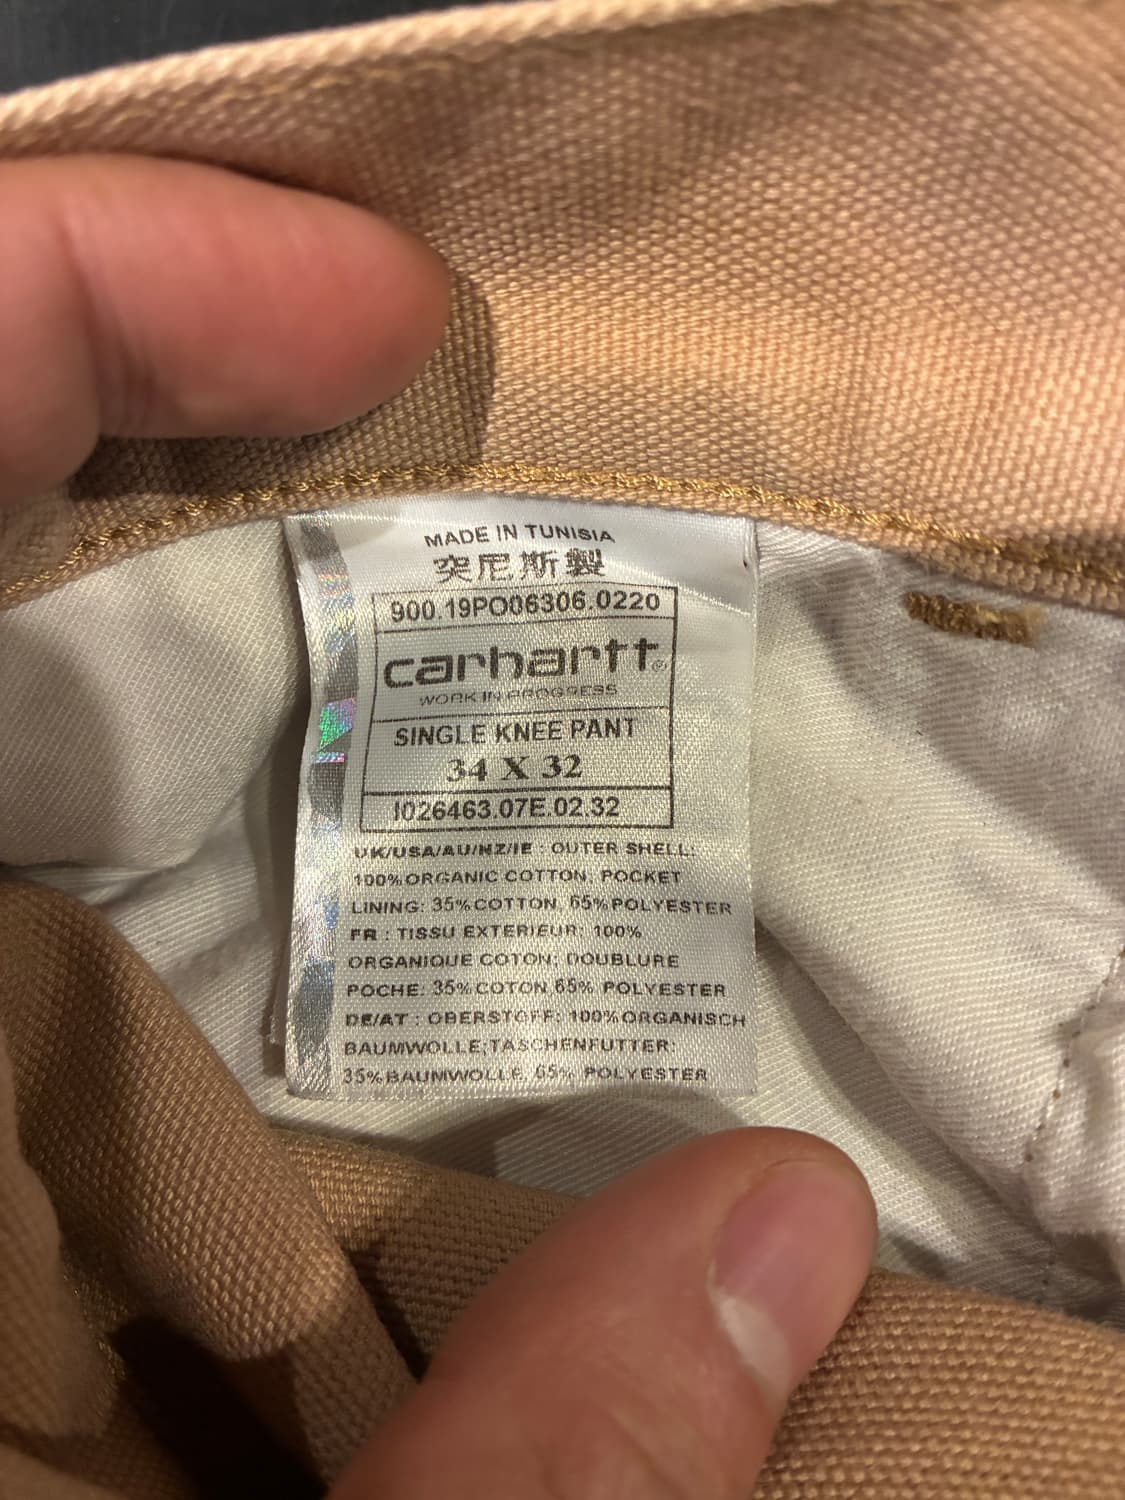 MADE IN TUNISIA
突尼斯製
900.19PO06306.0220
carhartt®
WORK IN PROGRESS
SINGLE KNEE PANT
34 X 32
I026463.07E.02.32
UK/USA/AU/NZ/IE : OUTER SHELL:
100%ORGANIC COTTON; POCKET
LINING: 35%COTTON, 65%POLYESTER
FR : TISSU EXTERIEUR: 100%
ORGANIQUE COTON; DOUBLURE
POCHE: 35%COTON,65% POLYESTER
DE/AT : OBERSTOFF: 100%ORGANISCH
BAUMWOLLE;TASCHENFUTTER:
35%BAUMWOLLE, 65% POLYESTER